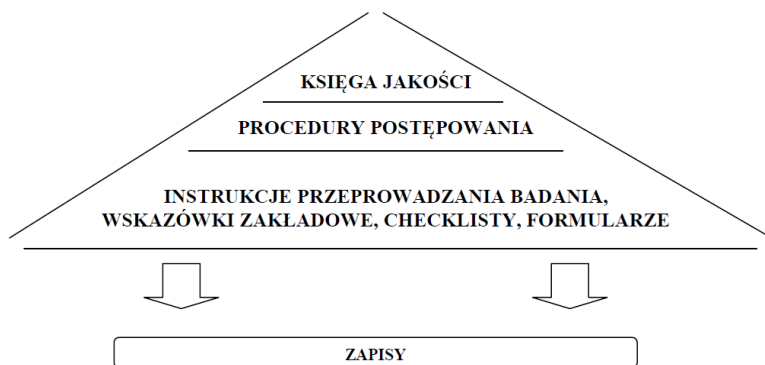 KSIĘGA JAKOŚCI
PROCEDURY POSTĘPOWANIA
INSTRUKCJE PRZEPROWADZANIA BADANIA,
WSKAZÓWKI ZAKŁADOWE, CHECKLISTY, FORMULARZE
ZAPISY